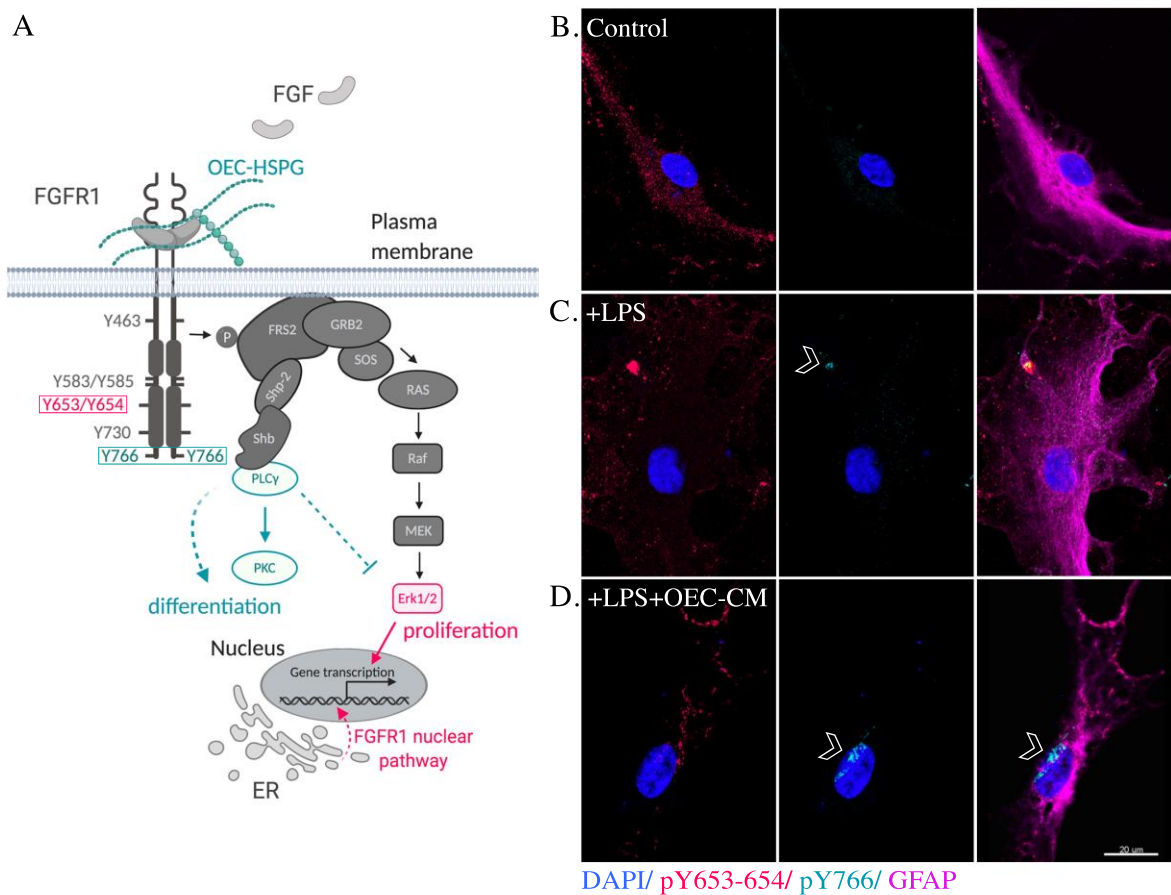 A
FGF
OEC-HSPG
FGFR1
Plasma
membrane
Y463
P
FRS2
GRB2
SOS
Shp-2
RAS
Y583/Y585
Y653/Y654
Y730
Shb
Y766
Y766
Raf
PLCγ
MEK
PKC
differentiation
Erk1/2
proliferation
Nucleus
Gene transcription
FGFR1 nuclear
pathway
ER
B. Control
C. +LPS
D. +LPS+OEC-CM
20 um
DAPI/ pY653-654/ pY766/ GFAP